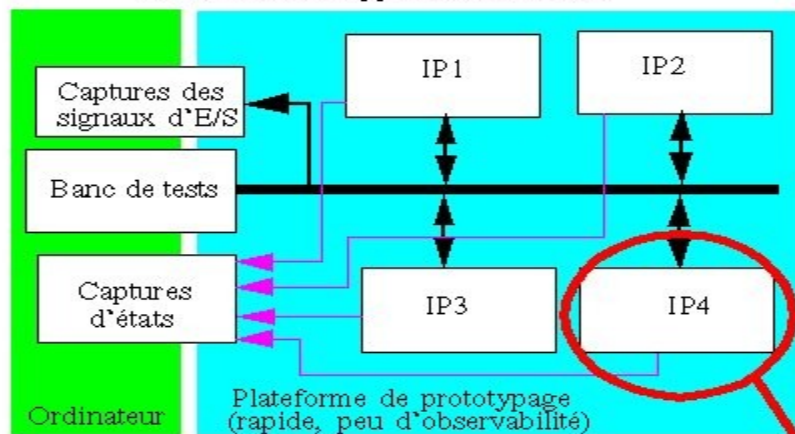 IP1
IP2
Captures des
signaux d'E/S
Banc de tests
Captures
d'états
IP3
IP4
Ordinateur
Plateforme de prototypage
(rapide, peu d'observabilité)